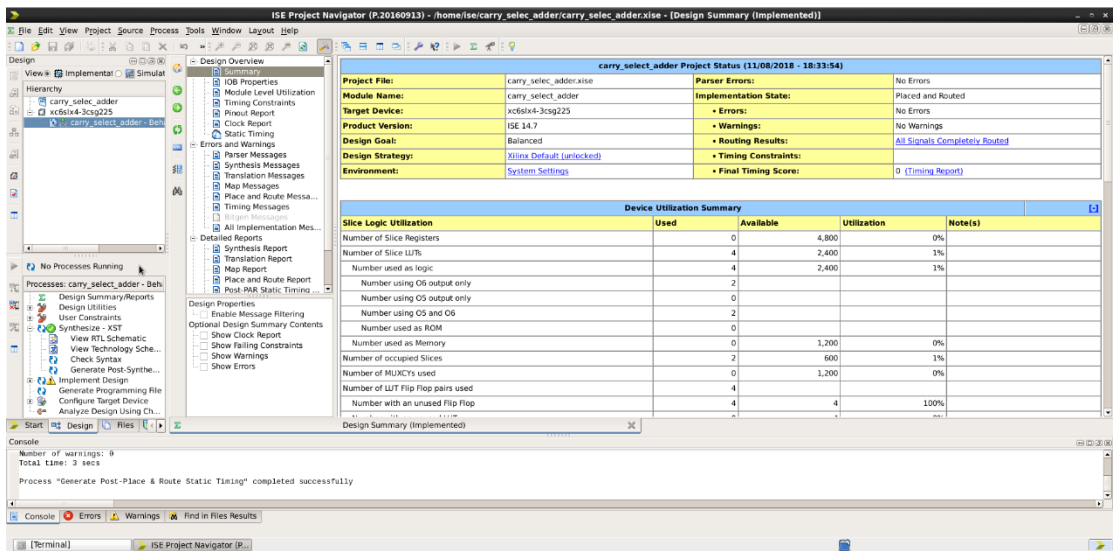 ISE Project Navigator (P.20160913) - /home/ise/carry_selec_adder/carry_selec_adder.xise - [Design Summary (Implemented)]
File Edit View Project Source Process Tools Window Layout Help
Design
View: Implementat Simulat
Hierarchy
carry_selec_adder
xc6slx4-3csg225
carry_select_adder - Beh
No Processes Running
Processes: carry_select_adder - Beha
Design Summary/Reports
Design Utilities
User Constraints
Synthesize - XST
View RTL Schematic
View Technology Sche...
Check Syntax
Generate Post-Synthe...
Implement Design
Generate Programming File
Configure Target Device
Analyze Design Using Ch...
Start Design Files
Design Overview
Summary
IOB Properties
Module Level Utilization
Timing Constraints
Pinout Report
Clock Report
Static Timing
Errors and Warnings
Parser Messages
Synthesis Messages
Translation Messages
Map Messages
Place and Route Messa...
Timing Messages
Bitgen Messages
All Implementation Mes...
Detailed Reports
Synthesis Report
Translation Report
Map Report
Place and Route Report
Post-PAR Static Timing ...
Design Properties
Enable Message Filtering
Optional Design Summary Contents
Show Clock Report
Show Failing Constraints
Show Warnings
Show Errors
carry_selec_adder Project Status (11/08/2018 - 18:33:54)
Project File: carry_selec_adder.xise Parser Errors: No Errors
Module Name: carry_select_adder Implementation State: Placed and Routed
Target Device: xc6slx4-3csg225 • Errors: No Errors
Product Version: ISE 14.7 • Warnings: No Warnings
Design Goal: Balanced • Routing Results: All Signals Completely Routed
Design Strategy: Xilinx Default (unlocked) • Timing Constraints:
Environment: System Settings • Final Timing Score: 0 (Timing Report)
Device Utilization Summary [-]
Slice Logic Utilization Used Available Utilization Note(s)
Number of Slice Registers 0 4,800 0%
Number of Slice LUTs 4 2,400 1%
Number used as logic 4 2,400 1%
Number using O6 output only 2
Number using O5 output only 0
Number using O5 and O6 2
Number used as ROM 0
Number used as Memory 0 1,200 0%
Number of occupied Slices 2 600 1%
Number of MUXCYs used 0 1,200 0%
Number of LUT Flip Flop pairs used 4
Number with an unused Flip Flop 4 4 100%
Design Summary (Implemented)
Console
Number of warnings: 0
Total time: 3 secs
Process "Generate Post-Place & Route Static Timing" completed successfully
Console Errors Warnings Find in Files Results
[Terminal] ISE Project Navigator (P...